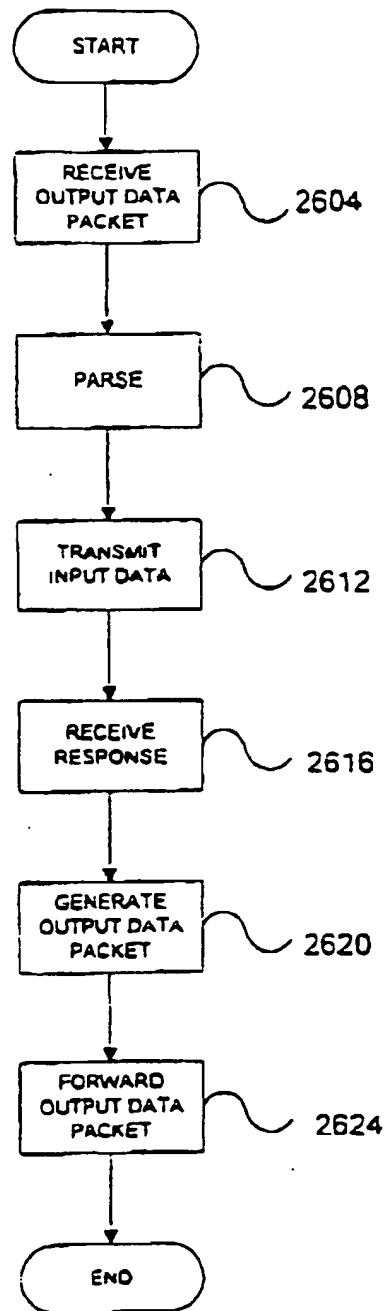 START
RECEIVE
OUTPUT DATA
PACKET
2604
PARSE
2608
TRANSMIT
INPUT DATA
2612
RECEIVE
RESPONSE
2616
GENERATE
OUTPUT DATA
PACKET
2620
FORWARD
OUTPUT DATA
PACKET
2624
END